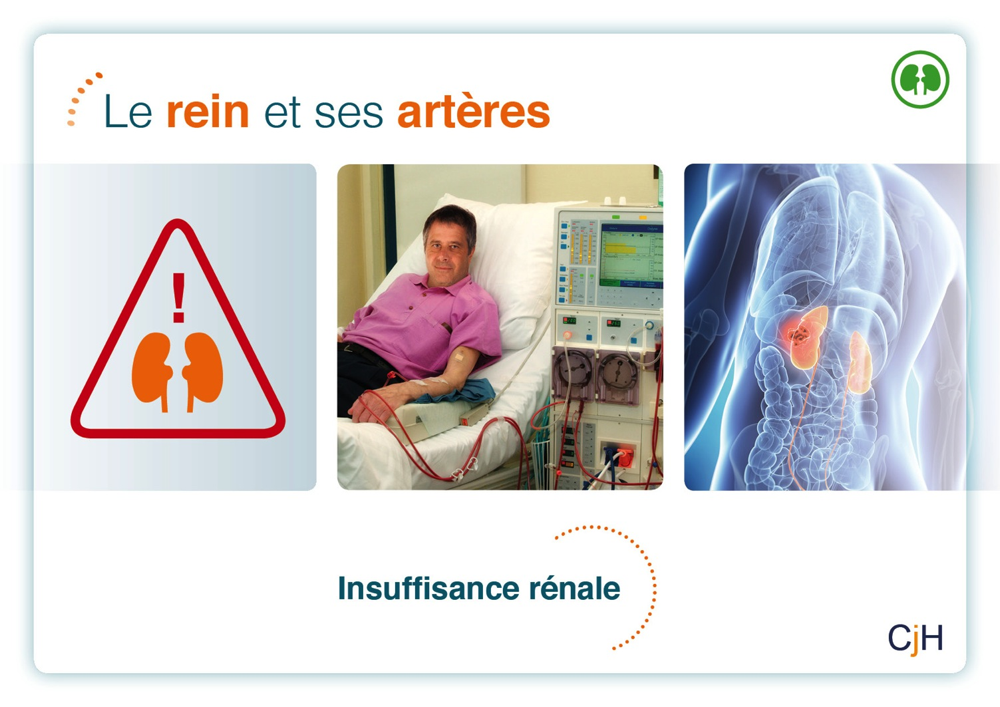 Le rein et ses artères
!
Insuffisance rénale
CjH